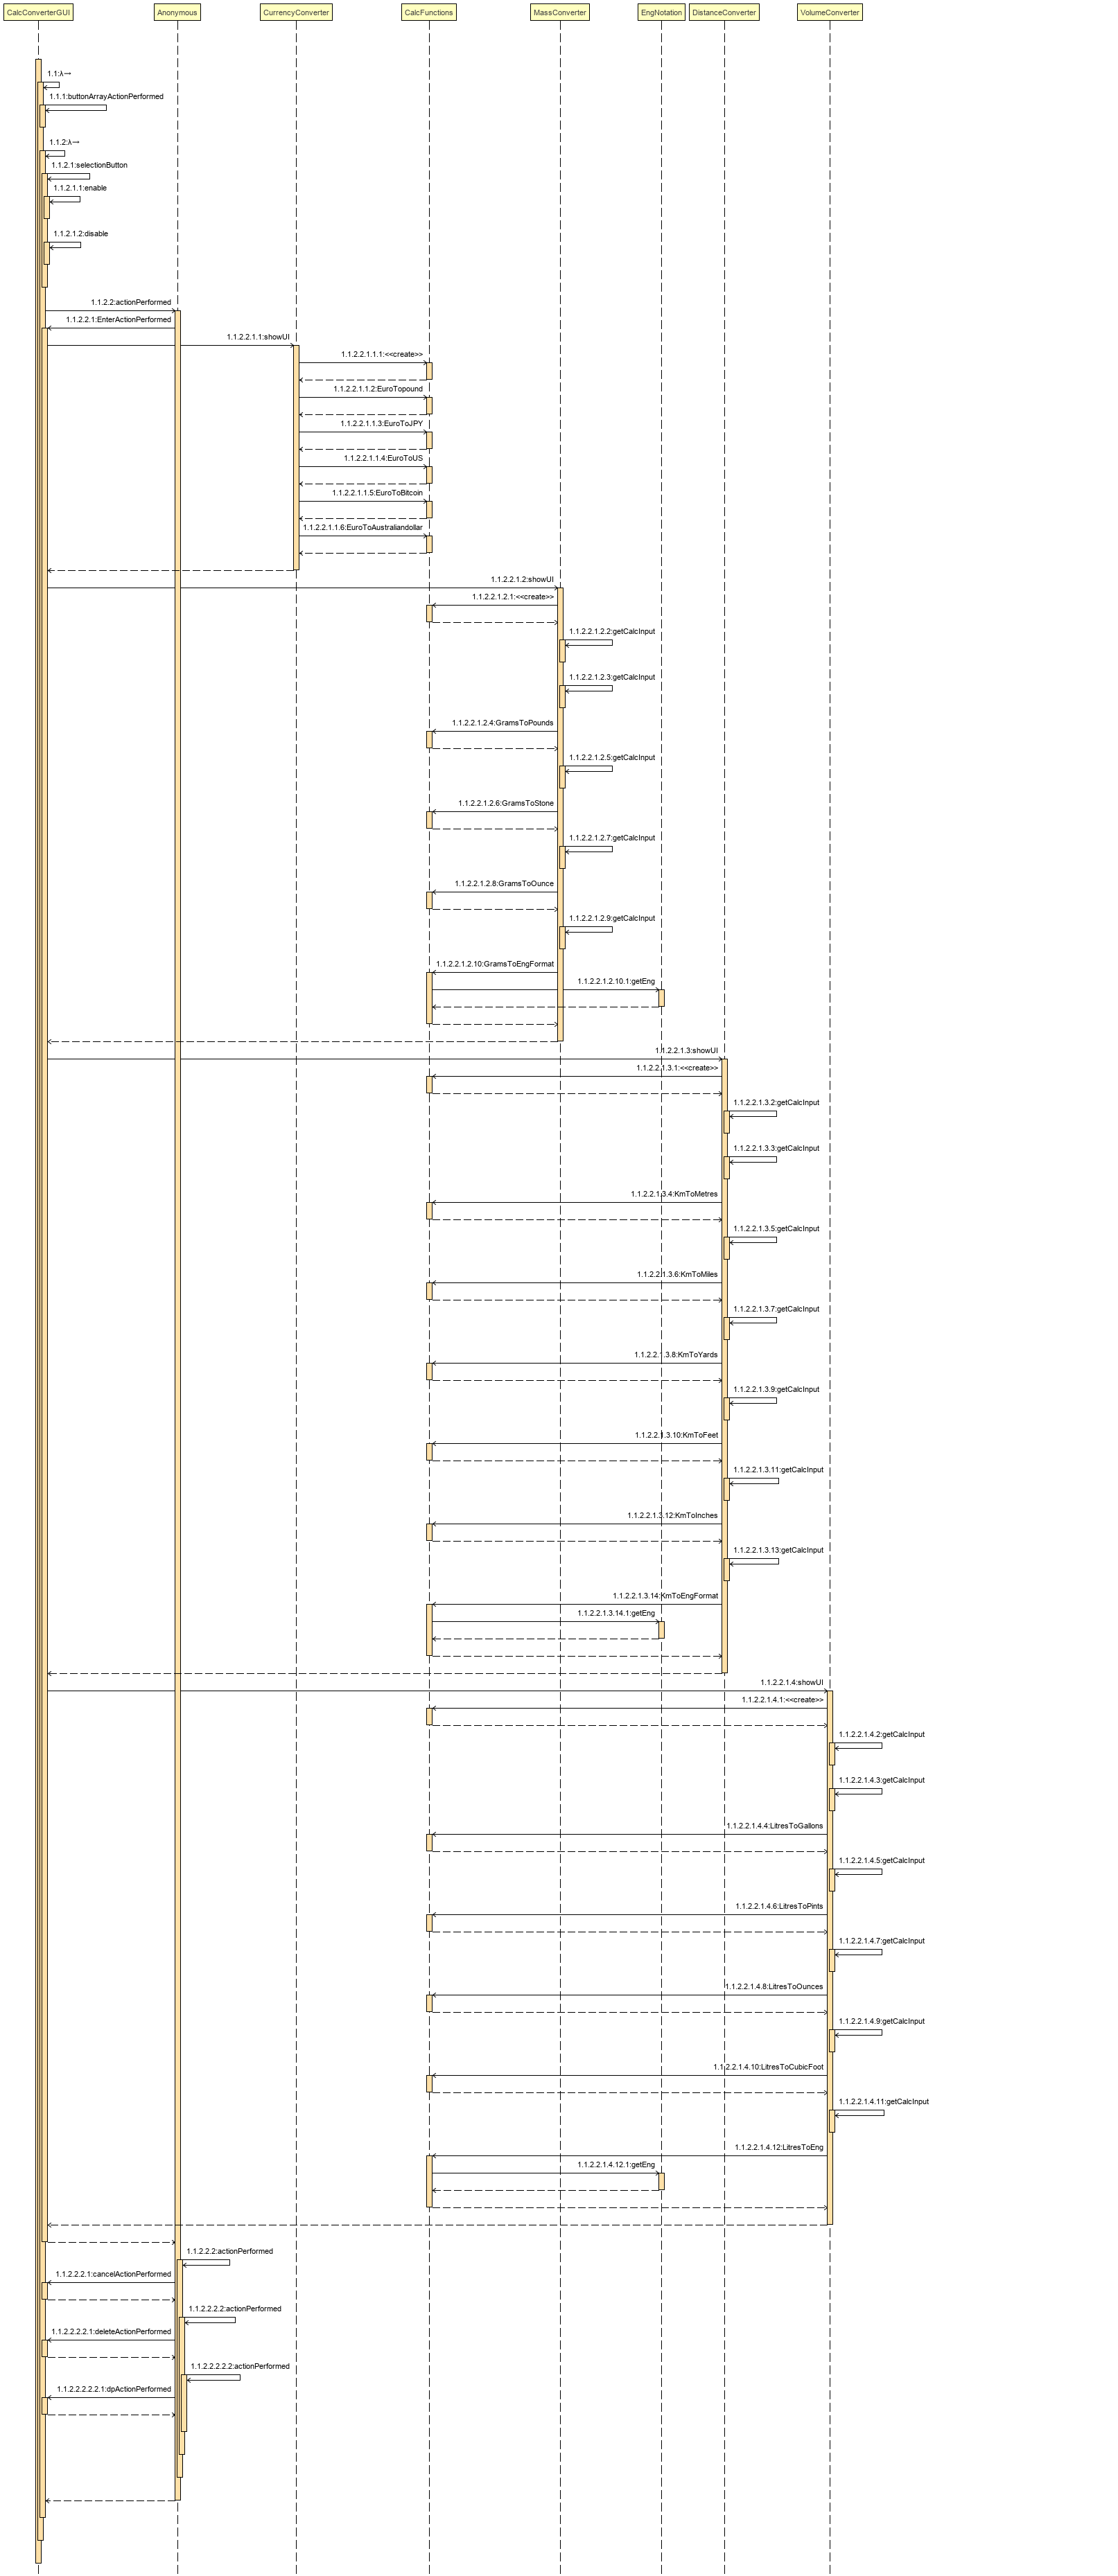 CalcConverterGUI
Anonymous
CurrencyConverter
CalcFunctions
MassConverter
EngNotation
DistanceConverter
VolumeConverter
1.1:λ→
1.1.1:buttonArrayActionPerformed
1.1.2:λ→
1.1.2.1:selectionButton
1.1.2.1.1:enable
1.1.2.1.2:disable
1.1.2.2:actionPerformed
1.1.2.2.1:EnterActionPerformed
1.1.2.2.1.1:showUI
1.1.2.2.1.1.1:<<create>>
1.1.2.2.1.1.2:EuroTopound
1.1.2.2.1.1.3:EuroToJPY
1.1.2.2.1.1.4:EuroToUS
1.1.2.2.1.1.5:EuroToBitcoin
1.1.2.2.1.1.6:EuroToAustraliandollar
1.1.2.2.1.2:showUI
1.1.2.2.1.2.1:<<create>>
1.1.2.2.1.2.2:getCalcInput
1.1.2.2.1.2.3:getCalcInput
1.1.2.2.1.2.4:GramsToPounds
1.1.2.2.1.2.5:getCalcInput
1.1.2.2.1.2.6:GramsToStone
1.1.2.2.1.2.7:getCalcInput
1.1.2.2.1.2.8:GramsToOunce
1.1.2.2.1.2.9:getCalcInput
1.1.2.2.1.2.10:GramsToEngFormat
1.1.2.2.1.2.10.1:getEng
1.1.2.2.1.3:showUI
1.1.2.2.1.3.1:<<create>>
1.1.2.2.1.3.2:getCalcInput
1.1.2.2.1.3.3:getCalcInput
1.1.2.2.1.3.4:KmToMetres
1.1.2.2.1.3.5:getCalcInput
1.1.2.2.1.3.6:KmToMiles
1.1.2.2.1.3.7:getCalcInput
1.1.2.2.1.3.8:KmToYards
1.1.2.2.1.3.9:getCalcInput
1.1.2.2.1.3.10:KmToFeet
1.1.2.2.1.3.11:getCalcInput
1.1.2.2.1.3.12:KmToInches
1.1.2.2.1.3.13:getCalcInput
1.1.2.2.1.3.14:KmToEngFormat
1.1.2.2.1.3.14.1:getEng
1.1.2.2.1.4:showUI
1.1.2.2.1.4.1:<<create>>
1.1.2.2.1.4.2:getCalcInput
1.1.2.2.1.4.3:getCalcInput
1.1.2.2.1.4.4:LitresToGallons
1.1.2.2.1.4.5:getCalcInput
1.1.2.2.1.4.6:LitresToPints
1.1.2.2.1.4.7:getCalcInput
1.1.2.2.1.4.8:LitresToOunces
1.1.2.2.1.4.9:getCalcInput
1.1.2.2.1.4.10:LitresToCubicFoot
1.1.2.2.1.4.11:getCalcInput
1.1.2.2.1.4.12:LitresToEng
1.1.2.2.1.4.12.1:getEng
1.1.2.2.2:actionPerformed
1.1.2.2.2.1:cancelActionPerformed
1.1.2.2.2.2:actionPerformed
1.1.2.2.2.2.1:deleteActionPerformed
1.1.2.2.2.2.2:actionPerformed
1.1.2.2.2.2.2.1:dpActionPerformed